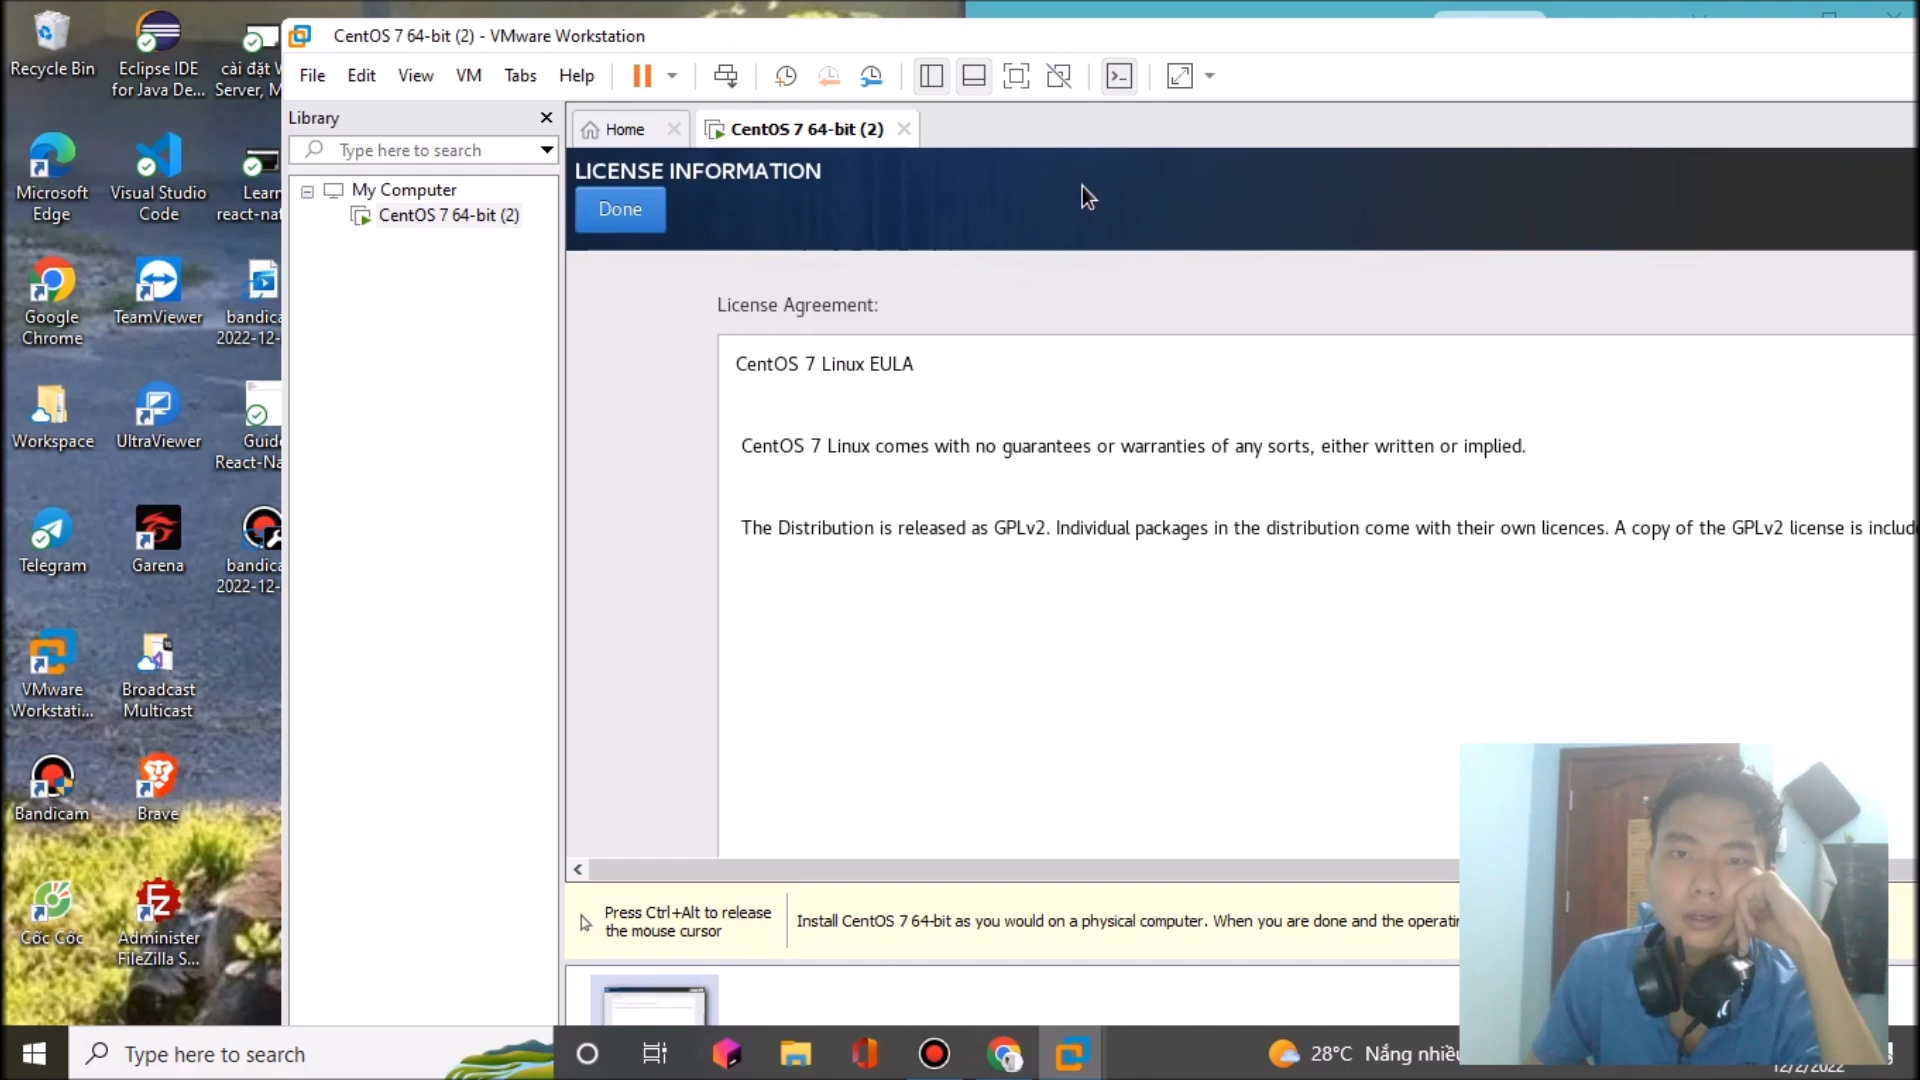 Recycle Bin
Eclipse IDE
for Java De...
cài đặt
Server, M
Microsoft
Edge
Visual Studio
Code
Learn
react-nat
Google
Chrome
TeamViewer
bandica
2022-12-
Workspace
UltraViewer
Guid
React-Na
Telegram
Garena
bandica
2022-12-
VMware
Workstati...
Broadcast
Multicast
Bandicam
Brave
Cốc Cốc
Administer
FileZilla S...
CentOS 7 64-bit (2) - VMware Workstation
File Edit View VM Tabs Help
Library
Type here to search
My Computer
CentOS 7 64-bit (2)
Home
CentOS 7 64-bit (2)
LICENSE INFORMATION
Done
License Agreement:
CentOS 7 Linux EULA
CentOS 7 Linux comes with no guarantees or warranties of any sorts, either written or implied.
The Distribution is released as GPLv2. Individual packages in the distribution come with their own licences. A copy of the GPLv2 license is include
Press Ctrl+Alt to release
the mouse cursor
Install CentOS 7 64-bit as you would on a physical computer. When you are done and the operatin
Type here to search
28°C Nắng nhiều
12/2/2022